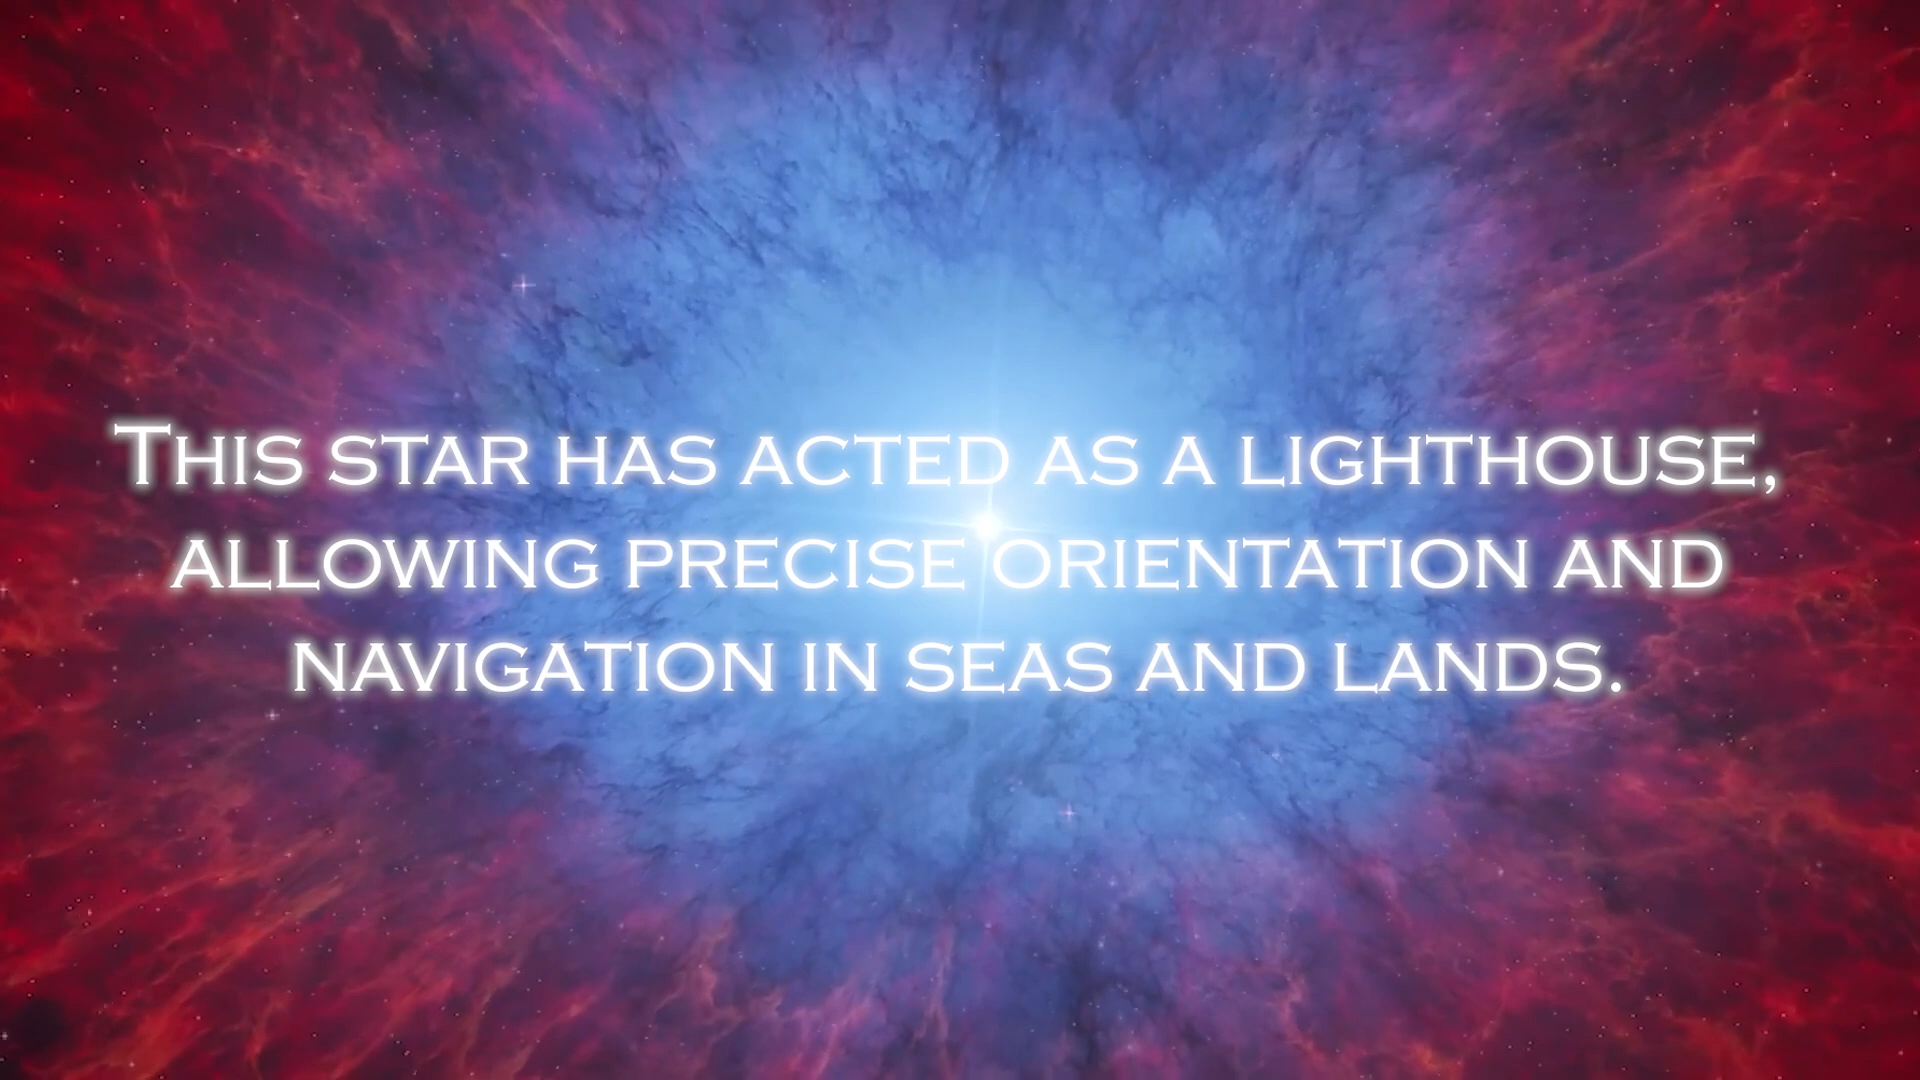 This star has acted as a lighthouse,
allowing precise orientation and
navigation in seas and lands.